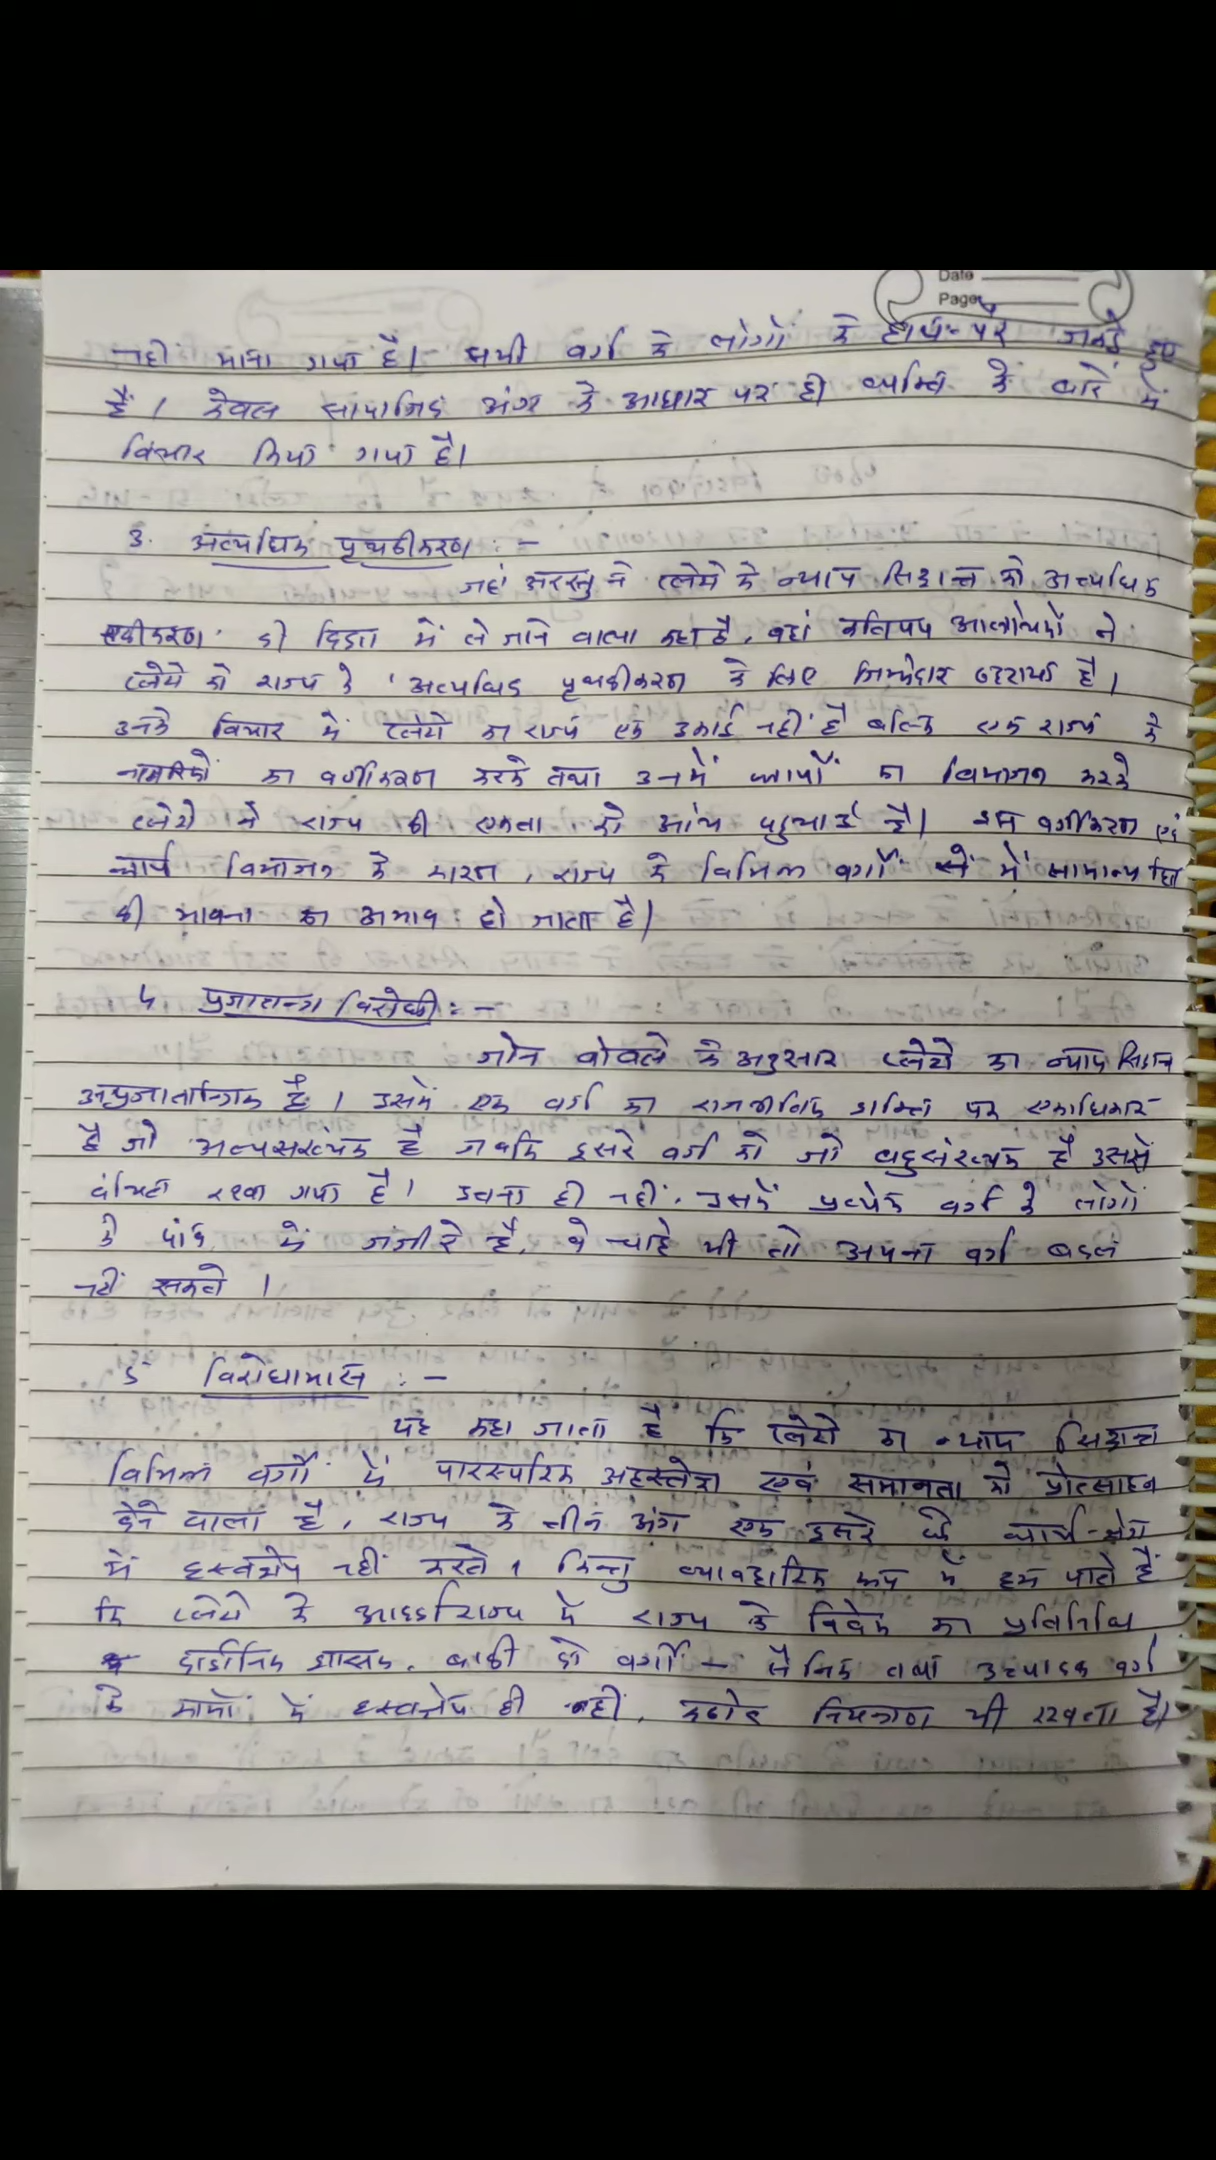 Date
Page
नहीं माना गया है। सभी वर्ग के लोगों के हाथ-पैर जकड़े हुए
हैं। केवल सामाजिक अंग के आधार पर ही व्यक्ति के बारे में
विचार किया गया है।
3. अत्यधिक पृथकीकरण :-
जहां अरस्तु ने प्लेटो के न्याय सिद्धान्त को अत्यधिक
एकीकरण की दिशा में ले जाने वाला कहा है, वहां कतिपय आलोचकों ने
प्लेटो को राज्य के 'अत्यधिक पृथकीकरण के लिए जिम्मेदार ठहराया है।
उनके विचार में प्लेटो का राज्य एक इकाई नहीं है बल्कि एक राज्य के
नागरिकों का वर्गीकरण करके तथा उनमें कार्यों का विभाजन करके
प्लेटो ने राज्य की एकता को आंच पहुचाई है। इस वर्गीकरण एवं
कार्य विभाजन के कारण, राज्य के विभिन्न वर्गों में सामान्य हित
की भावना का अभाव हो जाता है।
4 प्रजातन्त्र विरोधी :-
जोन बोवले के अनुसार प्लेटो का न्याय सिद्धान्त
अप्रजातान्त्रिक है। उसमें एक वर्ग का राजनीतिक शक्ति पर एकाधिकार
है जो अल्पसंख्यक है जबकि दूसरे वर्ग को जो बहुसंख्यक है उससे
वंचित रखा गया है। इतना ही नहीं, उसमें प्रत्येक वर्ग के लोगों
के पांव में जंजीरे है, वे चाहे भी तो अपना वर्ग बदल
नहीं सकते।
5 विरोधाभास :-
यह कहा जाता है कि प्लेटो का न्याय सिद्धान्त
विभिन्न वर्गों में पारस्परिक अहस्तक्षेप एवं समानता को प्रोत्साहन
देने वाला है, राज्य के तीन अंग एक दूसरे के कार्य-क्षेत्र
में हस्तक्षेप नहीं करते। किन्तु व्यावहारिक रूप में हम पाते है
कि प्लेटो के आदर्श राज्य में राज्य के विवेक का प्रतिनिधि
दार्शनिक शासक, बाकी दो वर्गों - सैनिक तथा उत्पादक वर्ग
के कामों में हस्तक्षेप ही नहीं, कठोर नियन्त्रण भी रखता है।